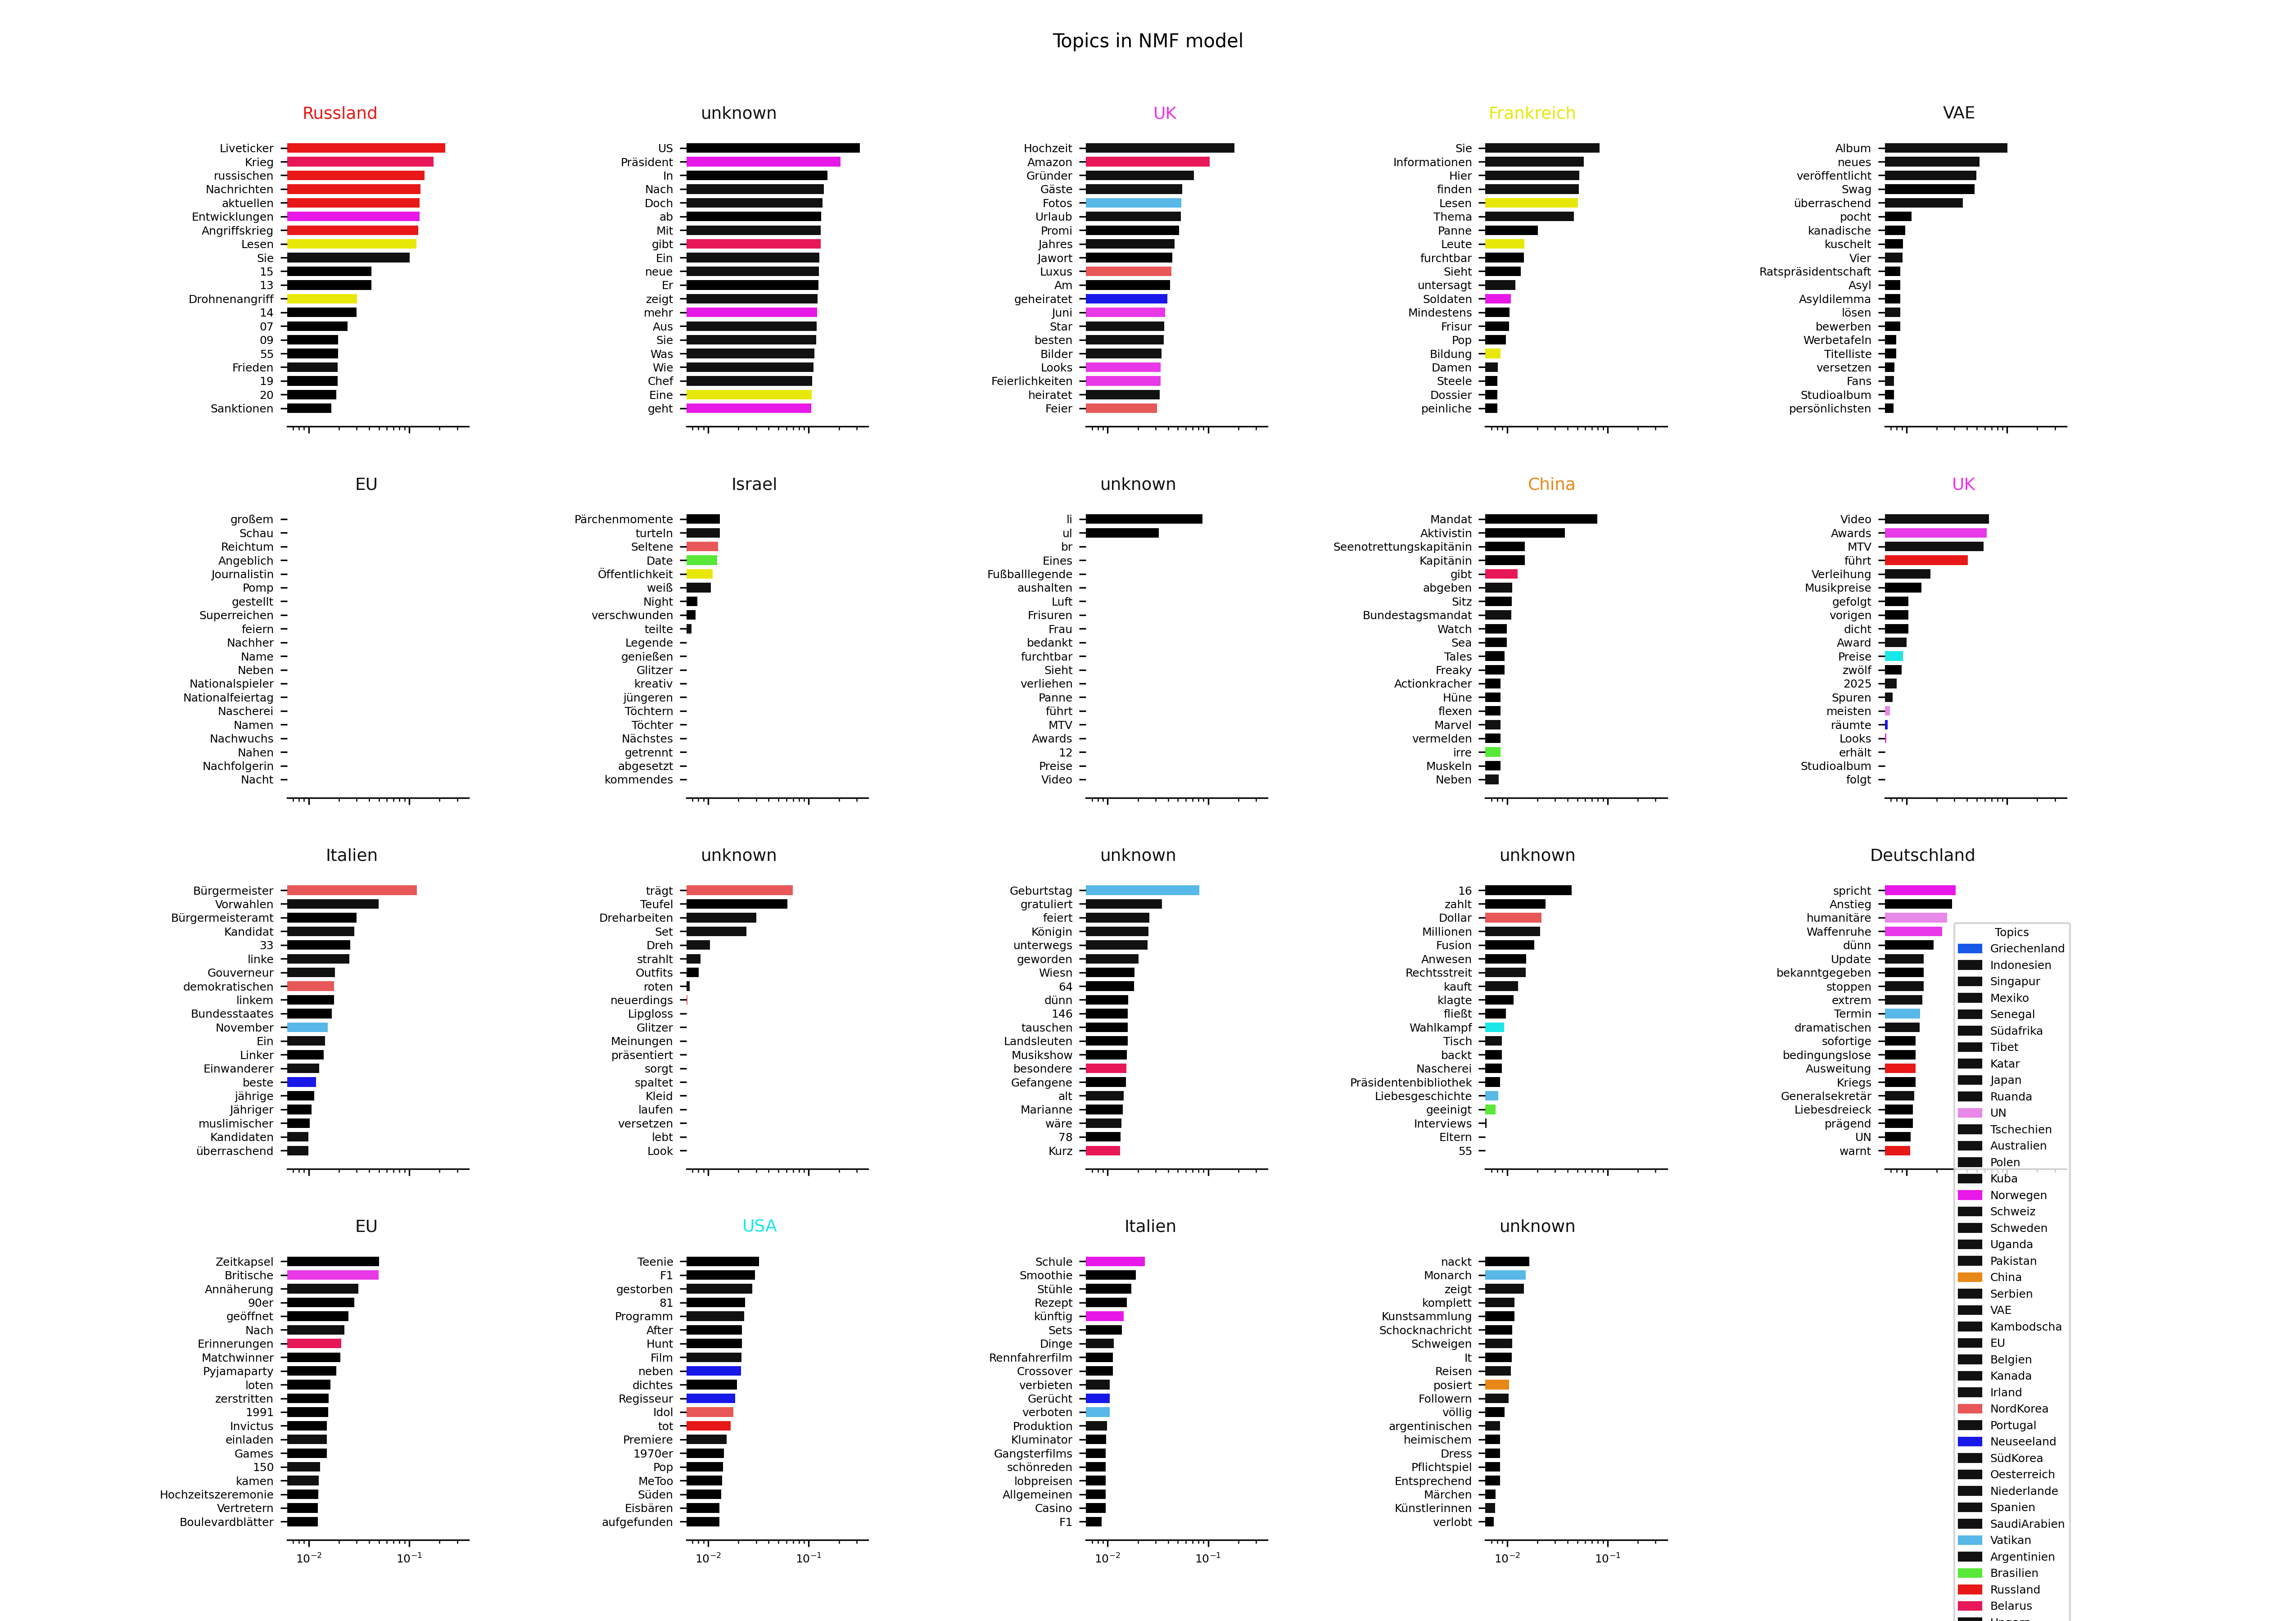 Topics in NMF model
Russland
Liveticker
Krieg
russischen
Nachrichten
aktuellen
Entwicklungen
Angriffskrieg
Lesen
Sie
15
13
Drohnenangriff
14
07
09
55
Frieden
19
20
Sanktionen
unknown
US
Präsident
In
Nach
Doch
ab
Mit
gibt
Ein
neue
Er
zeigt
mehr
Aus
Sie
Was
Wie
Chef
Eine
geht
UK
Hochzeit
Amazon
Gründer
Gäste
Fotos
Urlaub
Promi
Jahres
Jawort
Luxus
Am
geheiratet
Juni
Star
besten
Bilder
Looks
Feierlichkeiten
heiratet
Feier
Frankreich
Sie
Informationen
Hier
finden
Lesen
Thema
Panne
Leute
furchtbar
Sieht
untersagt
Soldaten
Mindestens
Frisur
Pop
Bildung
Damen
Steele
Dossier
peinliche
VAE
Album
neues
veröffentlicht
Swag
überraschend
pocht
kanadische
kuschelt
Vier
Ratspräsidentschaft
Asyl
Asyldilemma
lösen
bewerben
Werbetafeln
Titelliste
versetzen
Fans
Studioalbum
persönlichsten
EU
großem
Schau
Reichtum
Angeblich
Journalistin
Pomp
gestellt
Superreichen
feiern
Nachher
Name
Neben
Nationalspieler
Nationalfeiertag
Nascherei
Namen
Nachwuchs
Nahen
Nachfolgerin
Nacht
Israel
Pärchenmomente
turteln
Seltene
Date
Öffentlichkeit
weiß
Night
verschwunden
teilte
Legende
genießen
Glitzer
kreativ
jüngeren
Töchtern
Töchter
Nächstes
getrennt
abgesetzt
kommendes
unknown
li
ul
br
Eines
Fußballlegende
aushalten
Luft
Frisuren
Frau
bedankt
furchtbar
Sieht
verliehen
Panne
führt
MTV
Awards
12
Preise
Video
China
Mandat
Aktivistin
Seenotrettungskapitänin
Kapitänin
gibt
abgeben
Sitz
Bundestagsmandat
Watch
Sea
Tales
Freaky
Actionkracher
Hüne
flexen
Marvel
vermelden
irre
Muskeln
Neben
UK
Video
Awards
MTV
führt
Verleihung
Musikpreise
gefolgt
vorigen
dicht
Award
Preise
zwölf
2025
Spuren
meisten
räumte
Looks
erhält
Studioalbum
folgt
Italien
Bürgermeister
Vorwahlen
Bürgermeisteramt
Kandidat
33
linke
Gouverneur
demokratischen
linkem
Bundesstaates
November
Ein
Linker
Einwanderer
beste
jährige
Jähriger
muslimischer
Kandidaten
überraschend
unknown
trägt
Teufel
Dreharbeiten
Set
Dreh
strahlt
Outfits
roten
neuerdings
Lipgloss
Glitzer
Meinungen
präsentiert
sorgt
spaltet
Kleid
laufen
versetzen
lebt
Look
unknown
Geburtstag
gratuliert
feiert
Königin
unterwegs
geworden
Wiesn
64
dünn
146
tauschen
Landsleuten
Musikshow
besondere
Gefangene
alt
Marianne
wäre
78
Kurz
unknown
16
zahlt
Dollar
Millionen
Fusion
Anwesen
Rechtsstreit
kauft
klagte
fließt
Wahlkampf
Tisch
backt
Nascherei
Präsidentenbibliothek
Liebesgeschichte
geeinigt
Interviews
Eltern
55
Deutschland
spricht
Anstieg
humanitäre
Waffenruhe
dünn
Update
bekanntgegeben
stoppen
extrem
Termin
dramatischen
sofortige
bedingungslose
Ausweitung
Kriegs
Generalsekretär
Liebesdreieck
prägend
UN
warnt
EU
Zeitkapsel
Britische
Annäherung
90er
geöffnet
Nach
Erinnerungen
Matchwinner
Pyjamaparty
loten
zerstritten
1991
Invictus
einladen
Games
150
kamen
Hochzeitszeremonie
Vertretern
Boulevardblätter
10⁻² 10⁻¹
USA
Teenie
F1
gestorben
81
Programm
After
Hunt
Film
neben
dichtes
Regisseur
Idol
tot
Premiere
1970er
Pop
MeToo
Süden
Eisbären
aufgefunden
10⁻² 10⁻¹
Italien
Schule
Smoothie
Stühle
Rezept
künftig
Sets
Dinge
Rennfahrerfilm
Crossover
verbieten
Gerücht
verboten
Produktion
Kluminator
Gangsterfilms
schönreden
lobpreisen
Allgemeinen
Casino
F1
10⁻² 10⁻¹
unknown
nackt
Monarch
zeigt
komplett
Kunstsammlung
Schocknachricht
Schweigen
It
Reisen
posiert
Followern
völlig
argentinischen
heimischem
Dress
Pflichtspiel
Entsprechend
Märchen
Künstlerinnen
verlobt
10⁻² 10⁻¹
Topics
Griechenland
Indonesien
Singapur
Mexiko
Senegal
Südafrika
Tibet
Katar
Japan
Ruanda
UN
Tschechien
Australien
Polen
Kuba
Norwegen
Schweiz
Schweden
Uganda
Pakistan
China
Serbien
VAE
Kambodscha
EU
Belgien
Kanada
Irland
NordKorea
Portugal
Neuseeland
SüdKorea
Oesterreich
Niederlande
Spanien
SaudiArabien
Vatikan
Argentinien
Brasilien
Russland
Belarus